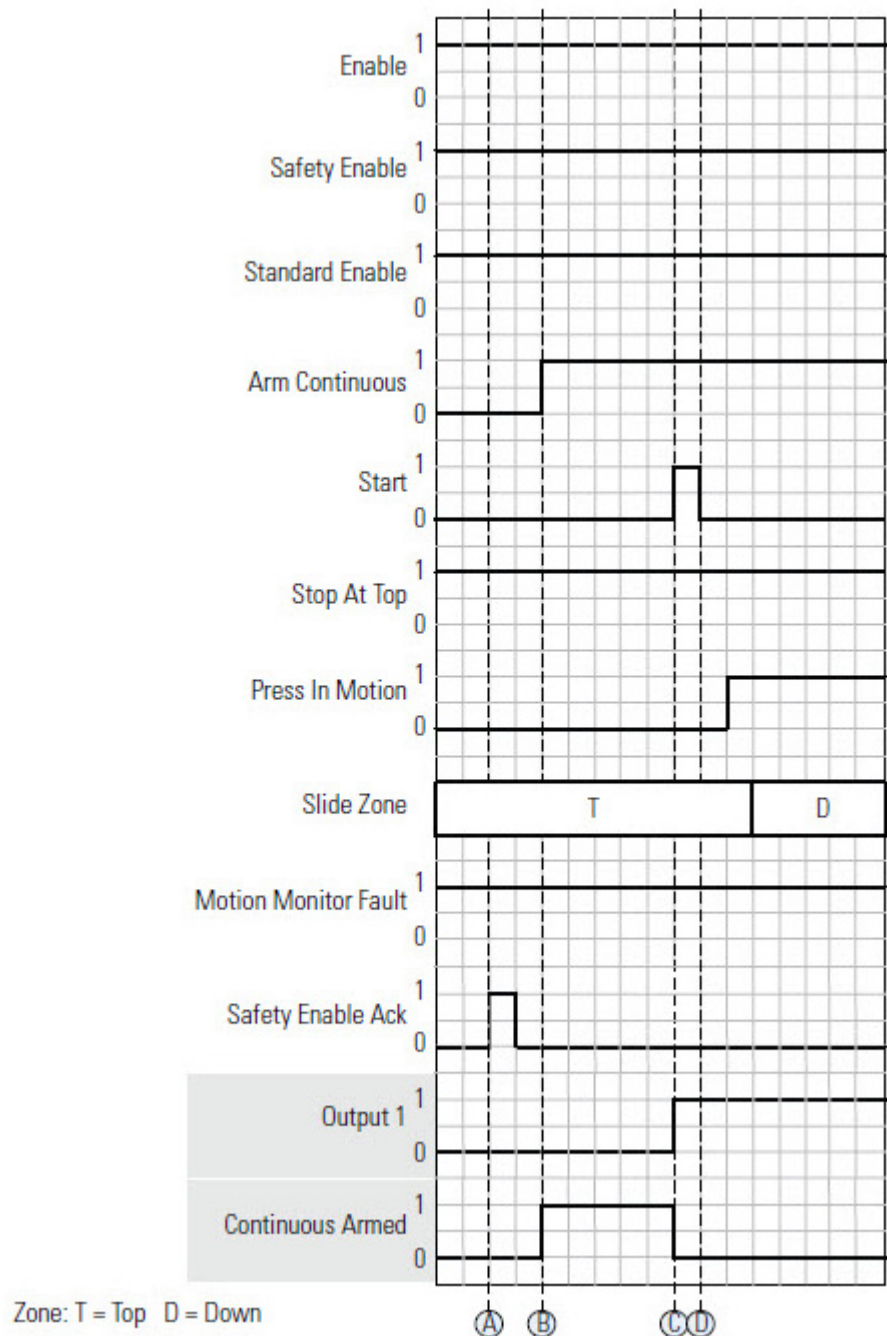 Enable 1
0
Safety Enable 1
0
Standard Enable 1
0
Arm Continuous 1
0
Start 1
0
Stop At Top 1
0
Press In Motion 1
0
Slide Zone T D
Motion Monitor Fault 1
0
Safety Enable Ack 1
0
Output 1 1
0
Continuous Armed 1
0
Zone: T = Top D = Down A B C D